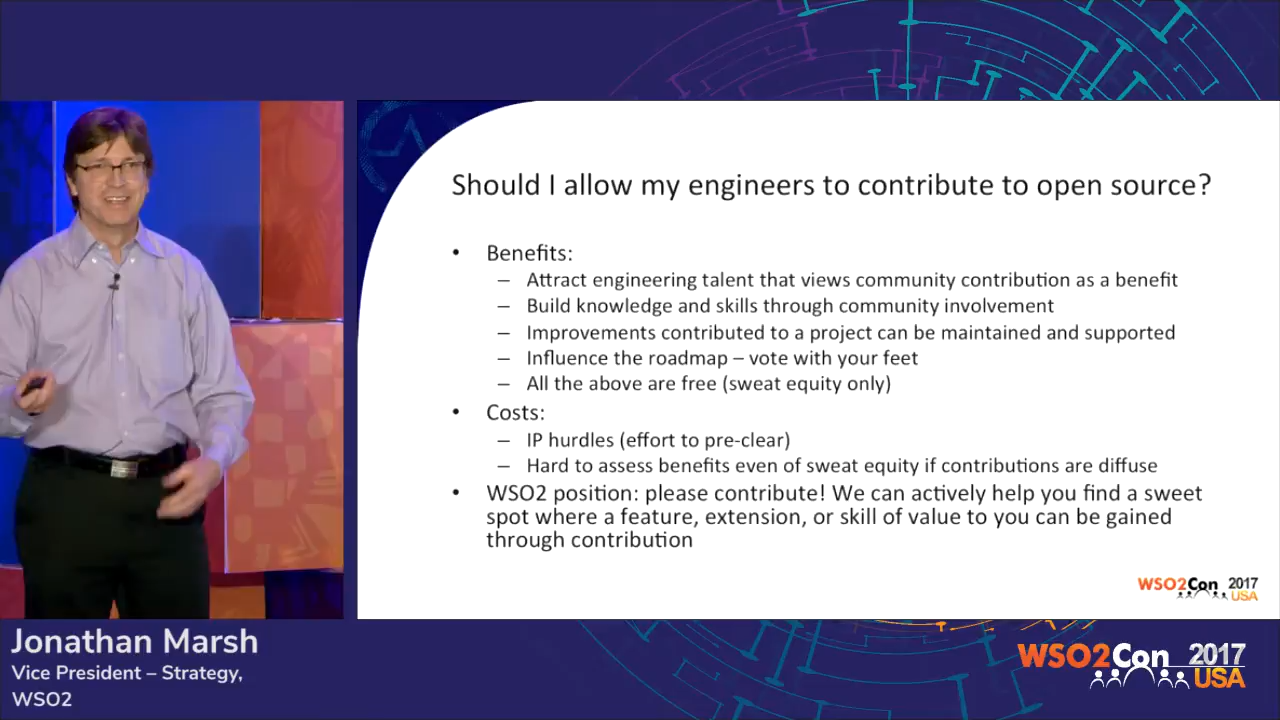 Should I allow my engineers to contribute to open source?
• Benefits:
– Attract engineering talent that views community contribution as a benefit
– Build knowledge and skills through community involvement
– Improvements contributed to a project can be maintained and supported
– Influence the roadmap – vote with your feet
– All the above are free (sweat equity only)
• Costs:
– IP hurdles (effort to pre-clear)
– Hard to assess benefits even of sweat equity if contributions are diffuse
• WSO2 position: please contribute! We can actively help you find a sweet
spot where a feature, extension, or skill of value to you can be gained
through contribution
WSO2Con 2017
USA
Jonathan Marsh
Vice President – Strategy,
WSO2
WSO2Con 2017
USA